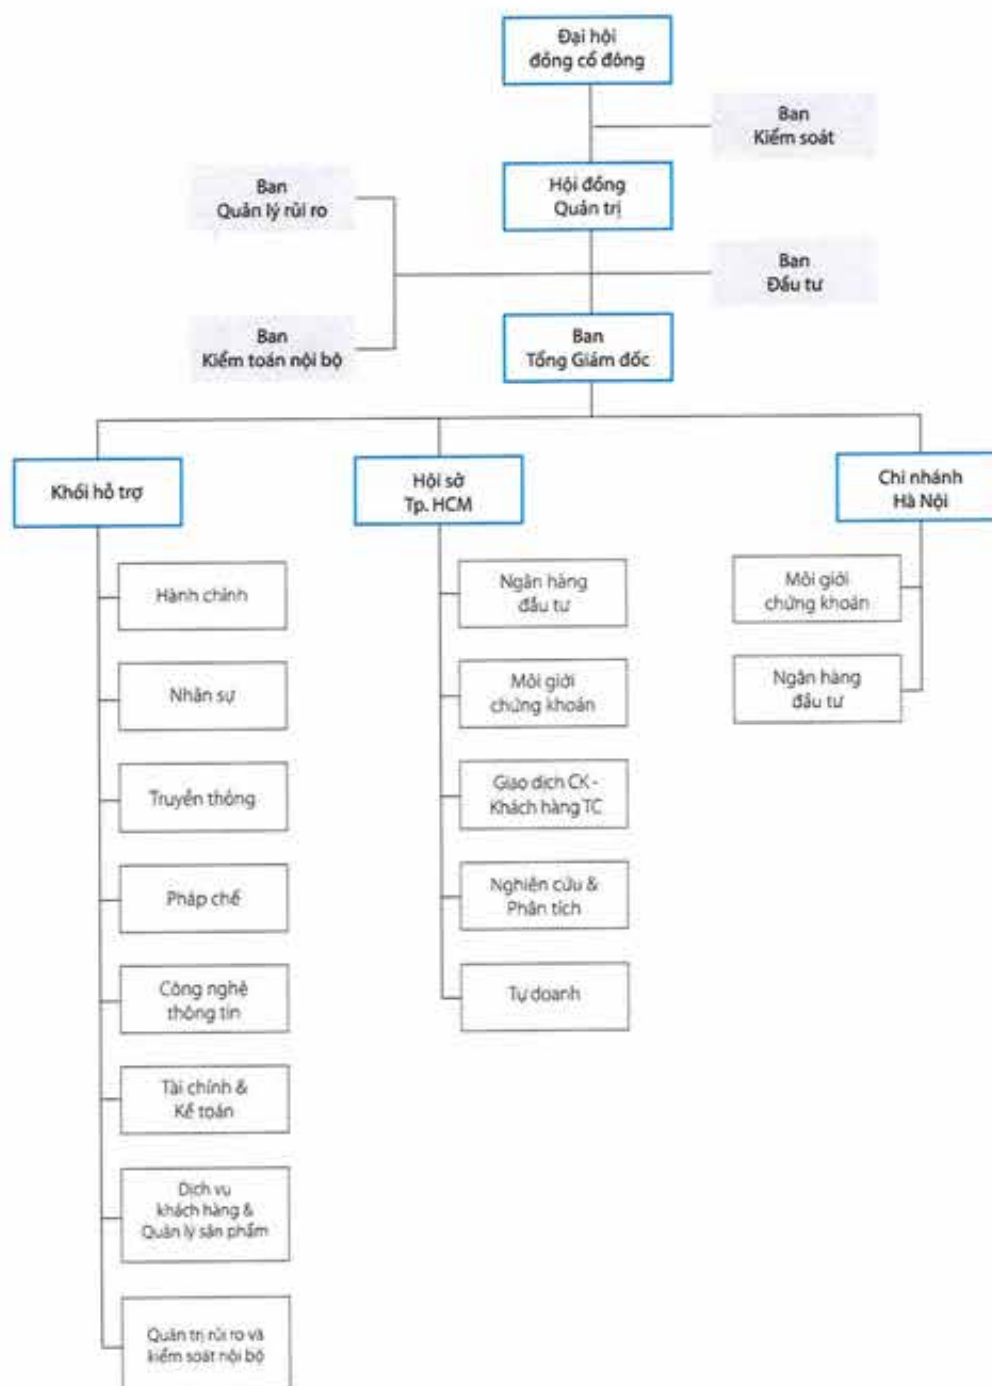 Đại hội
đồng cổ đông
Ban
Kiểm soát
Hội đồng
Quản trị
Ban
Quản lý rủi ro
Ban
Đầu tư
Ban
Kiểm toán nội bộ
Ban
Tổng Giám đốc
Khối hỗ trợ
Hành chính
Nhân sự
Truyền thông
Pháp chế
Công nghệ
thông tin
Tài chính &
Kế toán
Dịch vụ
khách hàng &
Quản lý sản phẩm
Quản trị rủi ro và
kiểm soát nội bộ
Hội sở
Tp. HCM
Ngân hàng
đầu tư
Môi giới
chứng khoán
Giao dịch CK -
Khách hàng TC
Nghiên cứu &
Phân tích
Tự doanh
Chi nhánh
Hà Nội
Môi giới
chứng khoán
Ngân hàng
đầu tư